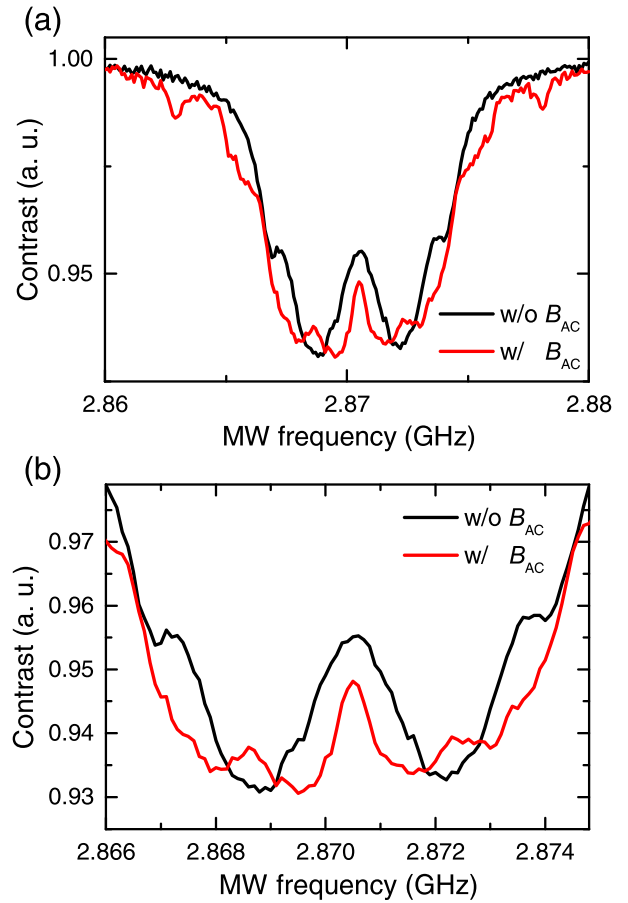 (a)
1.00
0.95
Contrast (a. u.)
w/o B_AC
w/ B_AC
2.86 2.87 2.88
MW frequency (GHz)
(b)
0.97
0.96
0.95
0.94
0.93
Contrast (a. u.)
w/o B_AC
w/ B_AC
2.866 2.868 2.870 2.872 2.874
MW frequency (GHz)